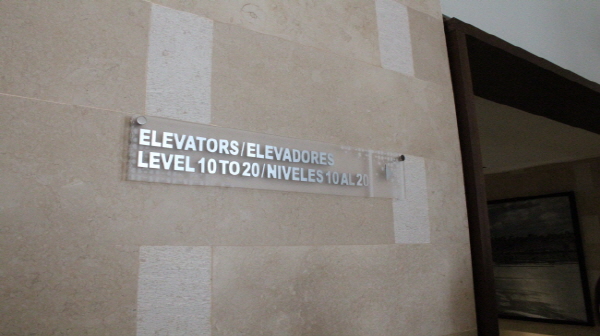 ELEVATORS/ELEVADORES
LEVEL 10 TO 20/NIVELES 10 AL 20